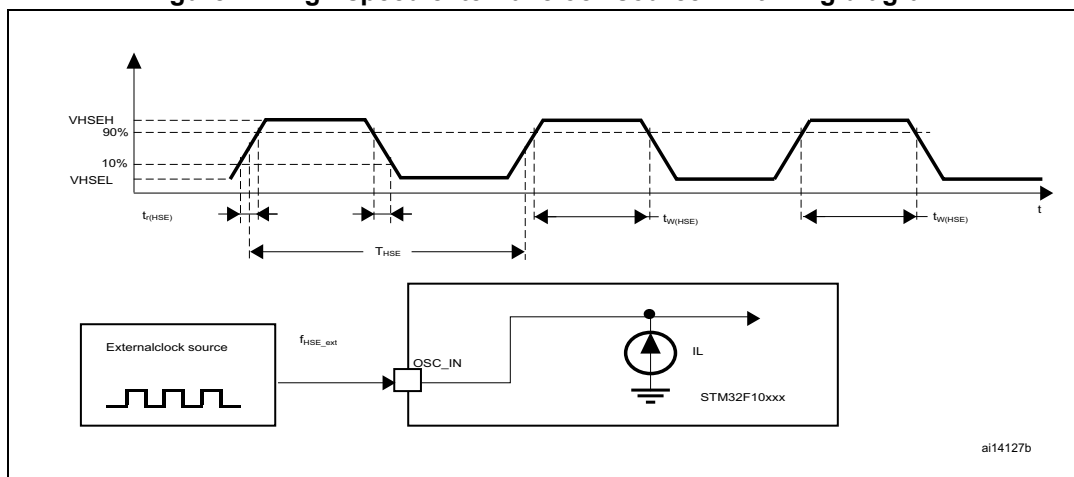 VHSEH
90%
10%
VHSEL
tr(HSE)
tW(HSE)
tW(HSE)
t
THSE
Externalclock source
fHSE_ext
OSC_IN
IL
STM32F10xxx
ai14127b